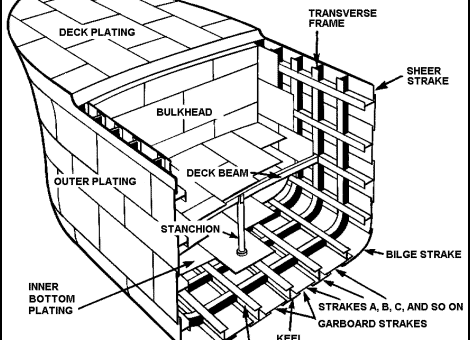 TRANSVERSE
FRAME
DECK PLATING
SHEER
STRAKE
BULKHEAD
DECK BEAM
OUTER PLATING
STANCHION
BILGE STRAKE
INNER
BOTTOM
PLATING
STRAKES A, B, C, AND SO ON
GARBOARD STRAKES
KEEL